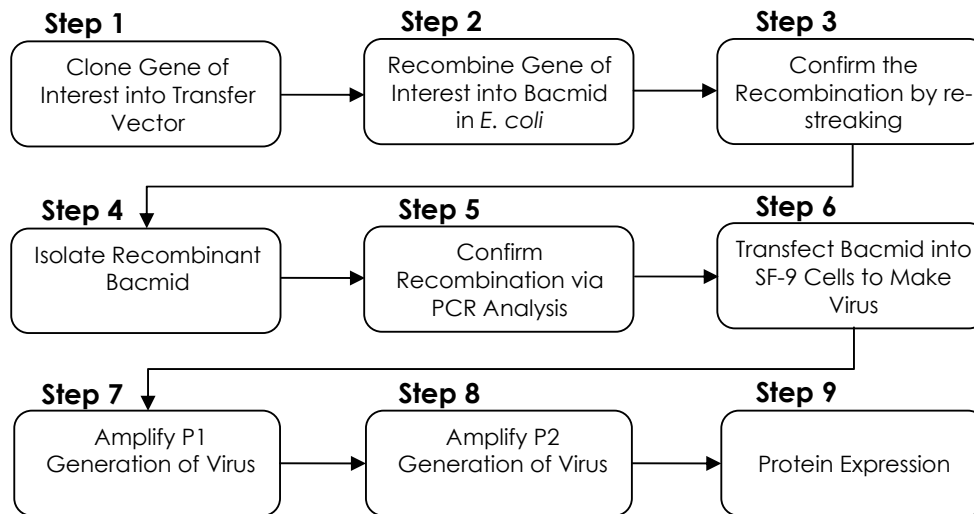 Step 1
Clone Gene of
Interest into Transfer
Vector
Step 2
Recombine Gene of
Interest into Bacmid
in E. coli
Step 3
Confirm the
Recombination by re-
streaking
Step 4
Isolate Recombinant
Bacmid
Step 5
Confirm
Recombination via
PCR Analysis
Step 6
Transfect Bacmid into
SF-9 Cells to Make
Virus
Step 7
Amplify P1
Generation of Virus
Step 8
Amplify P2
Generation of Virus
Step 9
Protein Expression